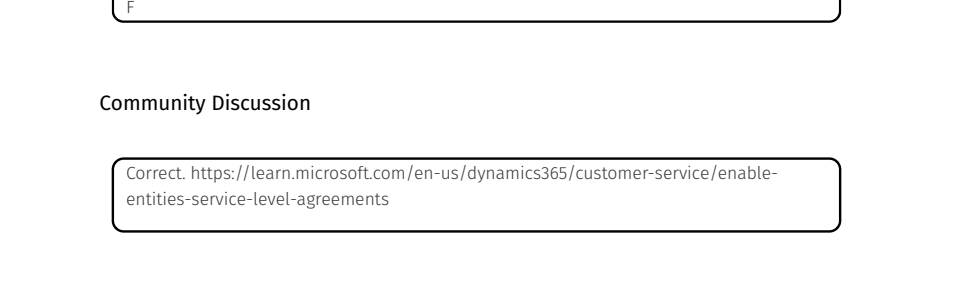 F
Community Discussion
Correct. https://learn.microsoft.com/en-us/dynamics365/customer-service/enable-
entities-service-level-agreements